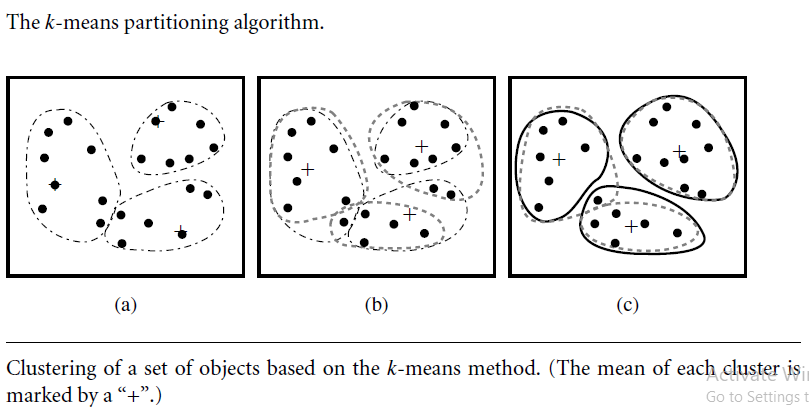 The k-means partitioning algorithm.
(a) (b) (c)
Clustering of a set of objects based on the k-means method. (The mean of each cluster is
marked by a “+”.)
Activate Wi
Go to Settings t